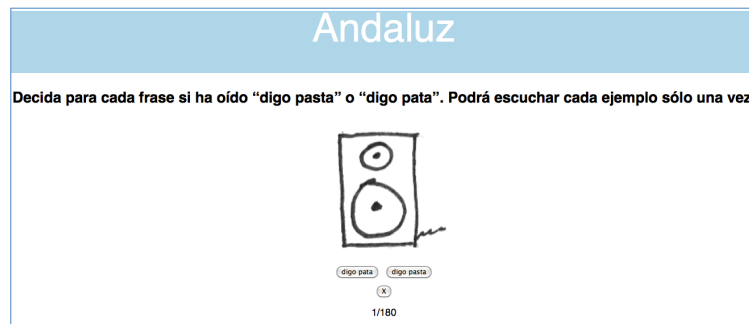 Andaluz
Decida para cada frase si ha oído “digo pasta” o “digo pata”. Podrá escuchar cada ejemplo sólo una vez
digo pata digo pasta
X
1/180